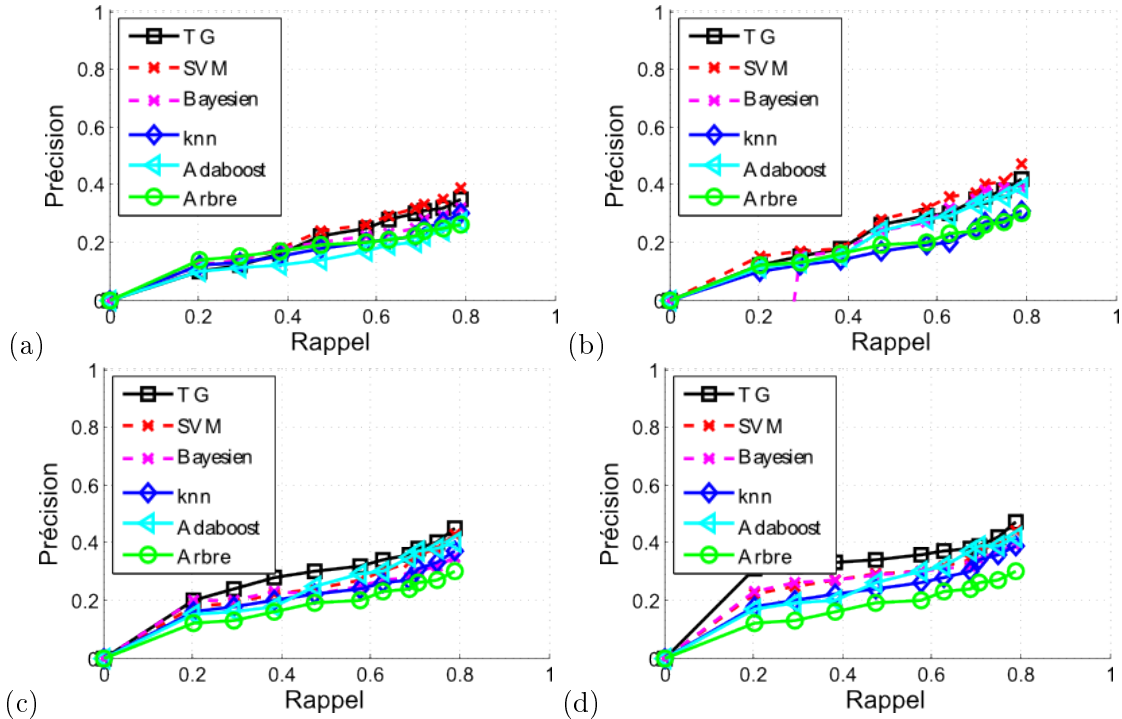 1
0.8
0.6
0.4
0.2
0
Précision
TG
SVM
Bayesien
knn
Adaboost
Arbre
0 0.2 0.4 0.6 0.8 1
Rappel
(a)
1
0.8
0.6
0.4
0.2
0
Précision
TG
SVM
Bayesien
knn
Adaboost
Arbre
0 0.2 0.4 0.6 0.8 1
Rappel
(b)
1
0.8
0.6
0.4
0.2
0
Précision
TG
SVM
Bayesien
knn
Adaboost
Arbre
0 0.2 0.4 0.6 0.8 1
Rappel
(c)
1
0.8
0.6
0.4
0.2
0
Précision
TG
SVM
Bayesien
knn
Adaboost
Arbre
0 0.2 0.4 0.6 0.8 1
Rappel
(d)